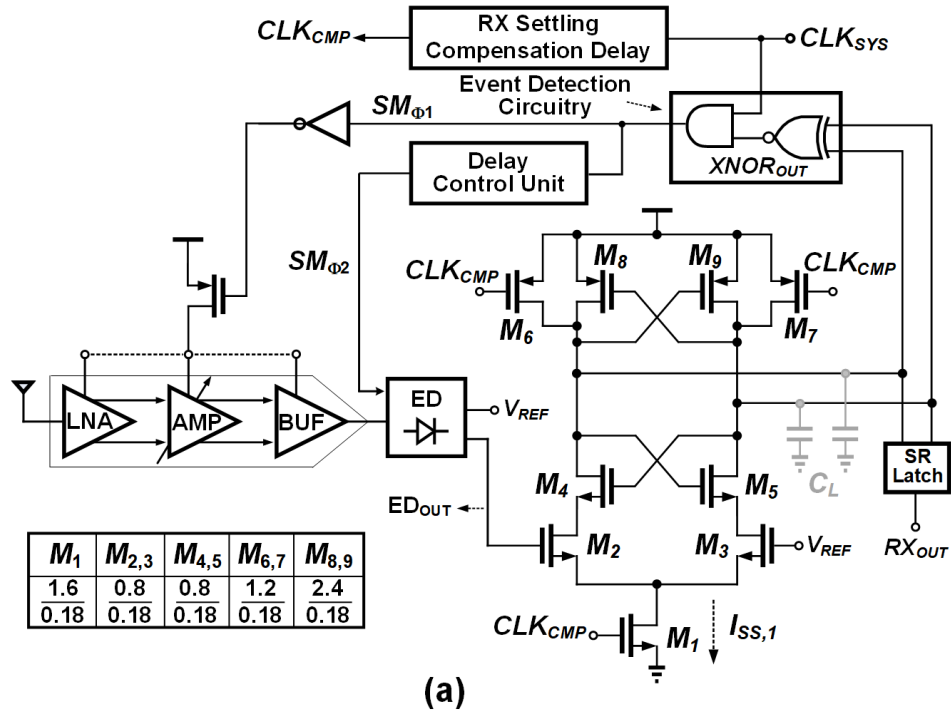 RX Settling
Compensation Delay
CLK_CMP
CLK_SYS
Event Detection
Circuitry
SM_Φ1
XNOR_OUT
Delay
Control Unit
SM_Φ2
CLK_CMP
M_8
M_9
CLK_CMP
M_6
M_7
LNA
AMP
BUF
ED
V_REF
C_L
SR
Latch
M_4
M_5
ED_OUT
M_2
M_3
V_REF
RX_OUT
M_1 M_2,3 M_4,5 M_6,7 M_8,9
1.6 0.8 0.8 1.2 2.4
0.18 0.18 0.18 0.18 0.18
CLK_CMP
M_1
I_SS,1
(a)